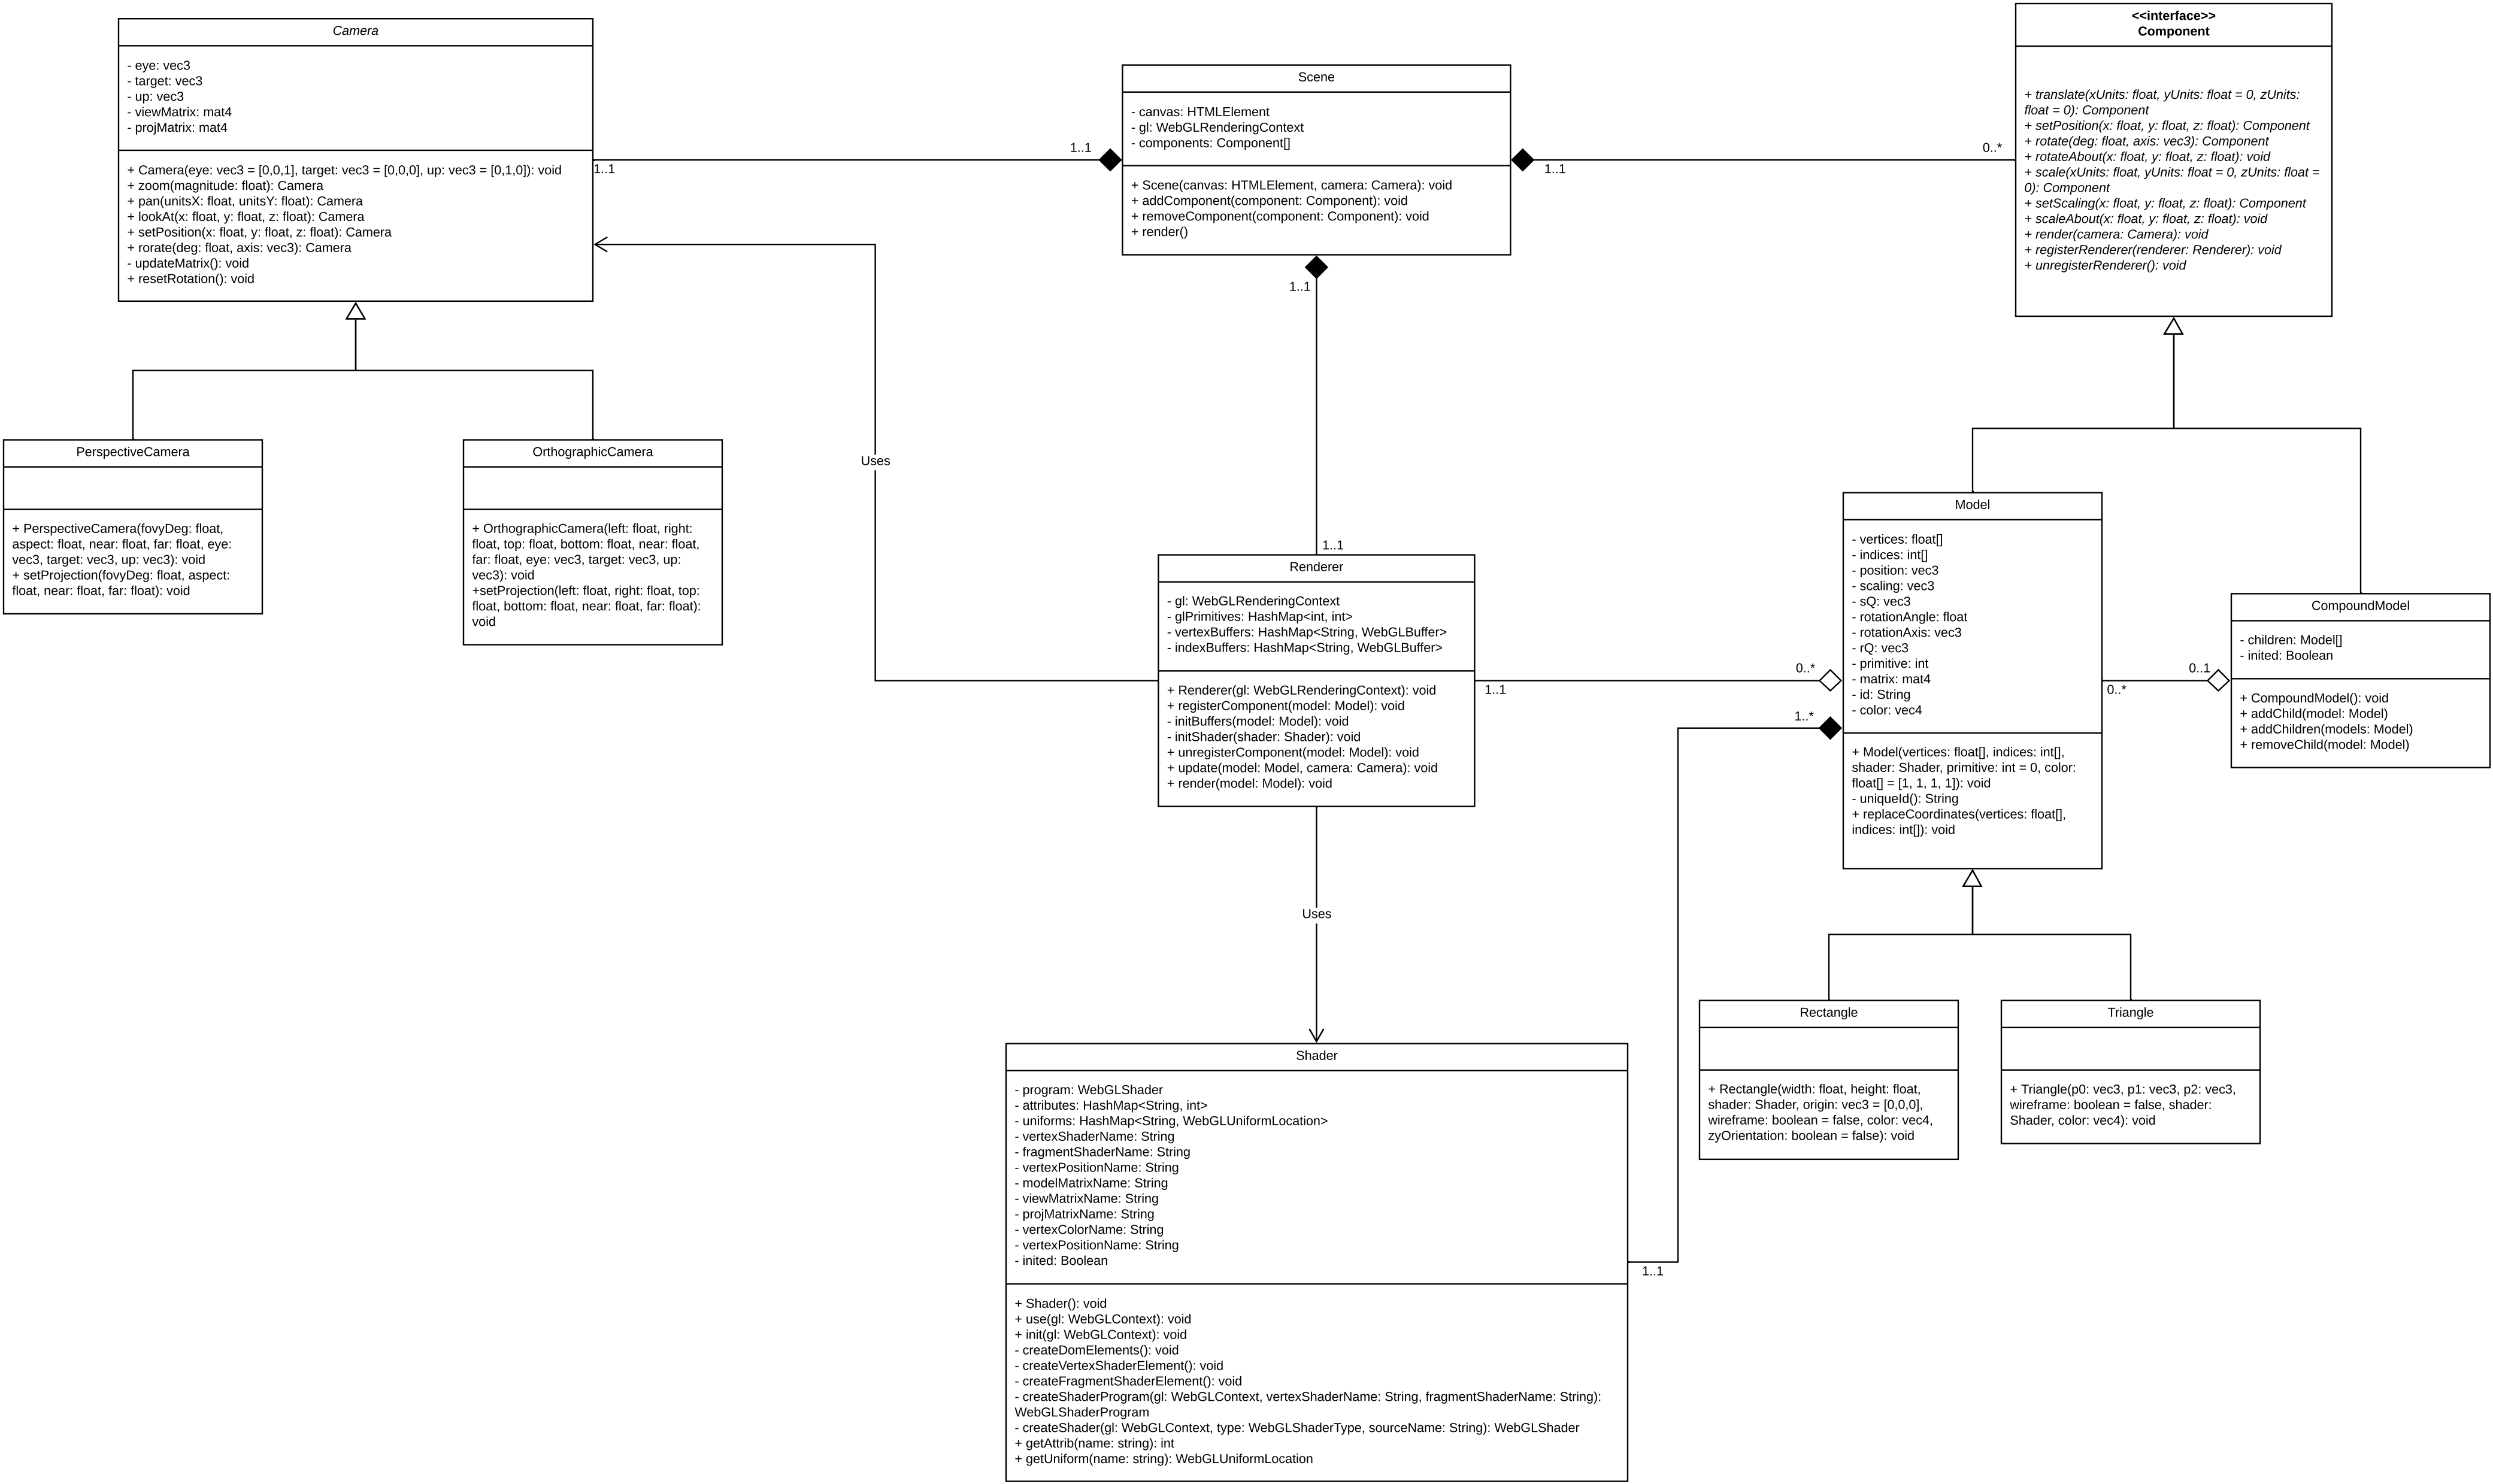 Camera
- eye: vec3
- target: vec3
- up: vec3
- viewMatrix: mat4
- projMatrix: mat4
+ Camera(eye: vec3 = [0,0,1], target: vec3 = [0,0,0], up: vec3 = [0,1,0]): void
+ zoom(magnitude: float): Camera
+ pan(unitsX: float, unitsY: float): Camera
+ lookAt(x: float, y: float, z: float): Camera
+ setPosition(x: float, y: float, z: float): Camera
+ rorate(deg: float, axis: vec3): Camera
- updateMatrix(): void
+ resetRotation(): void
1..1
1..1
Scene
- canvas: HTMLElement
- gl: WebGLRenderingContext
- components: Component[]
+ Scene(canvas: HTMLElement, camera: Camera): void
+ addComponent(component: Component): void
+ removeComponent(component: Component): void
+ render()
1..1
0..*
<<interface>>
Component
+ translate(xUnits: float, yUnits: float = 0, zUnits:
float = 0): Component
+ setPosition(x: float, y: float, z: float): Component
+ rotate(deg: float, axis: vec3): Component
+ rotateAbout(x: float, y: float, z: float): void
+ scale(xUnits: float, yUnits: float = 0, zUnits: float =
0): Component
+ setScaling(x: float, y: float, z: float): Component
+ scaleAbout(x: float, y: float, z: float): void
+ render(camera: Camera): void
+ registerRenderer(renderer: Renderer): void
+ unregisterRenderer(): void
1..1
1..1
Uses
PerspectiveCamera
+ PerspectiveCamera(fovyDeg: float,
aspect: float, near: float, far: float, eye:
vec3, target: vec3, up: vec3): void
+ setProjection(fovyDeg: float, aspect:
float, near: float, far: float): void
OrthographicCamera
+ OrthographicCamera(left: float, right:
float, top: float, bottom: float, near: float,
far: float, eye: vec3, target: vec3, up:
vec3): void
+setProjection(left: float, right: float, top:
float, bottom: float, near: float, far: float):
void
Renderer
- gl: WebGLRenderingContext
- glPrimitives: HashMap<int, int>
- vertexBuffers: HashMap<String, WebGLBuffer>
- indexBuffers: HashMap<String, WebGLBuffer>
+ Renderer(gl: WebGLRenderingContext): void
+ registerComponent(model: Model): void
- initBuffers(model: Model): void
- initShader(shader: Shader): void
+ unregisterComponent(model: Model): void
+ update(model: Model, camera: Camera): void
+ render(model: Model): void
1..1
0..*
1..*
Model
- vertices: float[]
- indices: int[]
- position: vec3
- scaling: vec3
- sQ: vec3
- rotationAngle: float
- rotationAxis: vec3
- rQ: vec3
- primitive: int
- matrix: mat4
- id: String
- color: vec4
+ Model(vertices: float[], indices: int[],
shader: Shader, primitive: int = 0, color:
float[] = [1, 1, 1, 1]): void
- uniqueId(): String
+ replaceCoordinates(vertices: float[],
indices: int[]): void
0..*
0..1
CompoundModel
- children: Model[]
- inited: Boolean
+ CompoundModel(): void
+ addChild(model: Model)
+ addChildren(models: Model)
+ removeChild(model: Model)
Uses
Rectangle
+ Rectangle(width: float, height: float,
shader: Shader, origin: vec3 = [0,0,0],
wireframe: boolean = false, color: vec4,
zyOrientation: boolean = false): void
Triangle
+ Triangle(p0: vec3, p1: vec3, p2: vec3,
wireframe: boolean = false, shader:
Shader, color: vec4): void
Shader
- program: WebGLShader
- attributes: HashMap<String, int>
- uniforms: HashMap<String, WebGLUniformLocation>
- vertexShaderName: String
- fragmentShaderName: String
- vertexPositionName: String
- modelMatrixName: String
- viewMatrixName: String
- projMatrixName: String
- vertexColorName: String
- vertexPositionName: String
- inited: Boolean
+ Shader(): void
+ use(gl: WebGLContext): void
+ init(gl: WebGLContext): void
- createDomElements(): void
- createVertexShaderElement(): void
- createFragmentShaderElement(): void
- createShaderProgram(gl: WebGLContext, vertexShaderName: String, fragmentShaderName: String):
WebGLShaderProgram
- createShader(gl: WebGLContext, type: WebGLShaderType, sourceName: String): WebGLShader
+ getAttrib(name: string): int
+ getUniform(name: string): WebGLUniformLocation
1..1